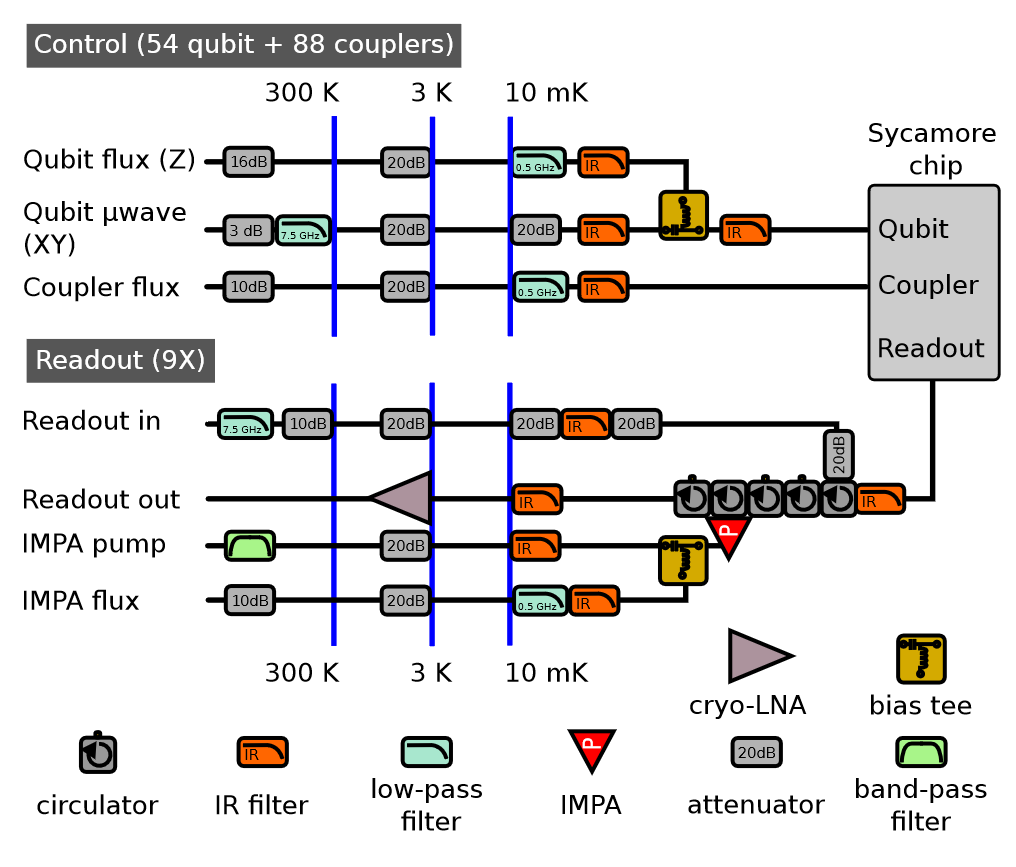 Control (54 qubit + 88 couplers)
300 K 3 K 10 mK
Sycamore
chip
Qubit flux (Z) 16dB 20dB 0.5 GHz IR
Qubit µwave
(XY) 3 dB 7.5 GHz 20dB 20dB IR IR Qubit
Coupler flux 10dB 20dB 0.5 GHz IR Coupler
Readout
Readout (9X)
Readout in 7.5 GHz 10dB 20dB 20dB IR 20dB 20dB
Readout out IR IR
IMPA pump 20dB IR P
IMPA flux 10dB 20dB 0.5 GHz IR
300 K 3 K 10 mK
cryo-LNA bias tee
IR P 20dB
circulator IR filter low-pass
filter IMPA attenuator band-pass
filter